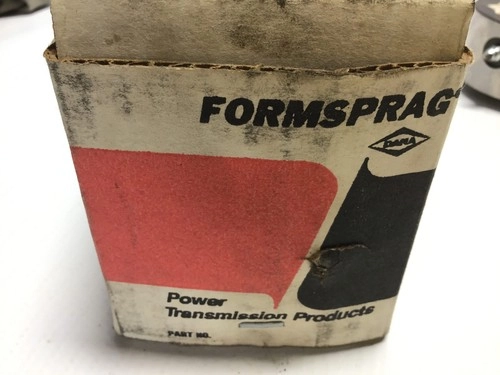 FORMSPRAG
DANA
Power
Transmission Products
PART NO.